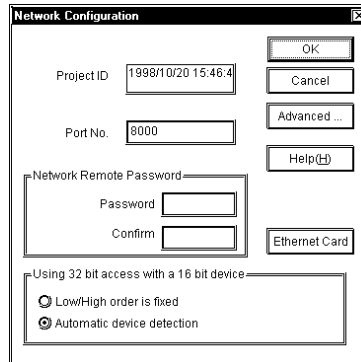 Network Configuration
OK
Project ID 1998/10/20 15:46:4
Cancel
Advanced ...
Port No. 8000
Help(H)
Network Remote Password
Password
Confirm
Ethernet Card
Using 32 bit access with a 16 bit device
Low/High order is fixed
Automatic device detection